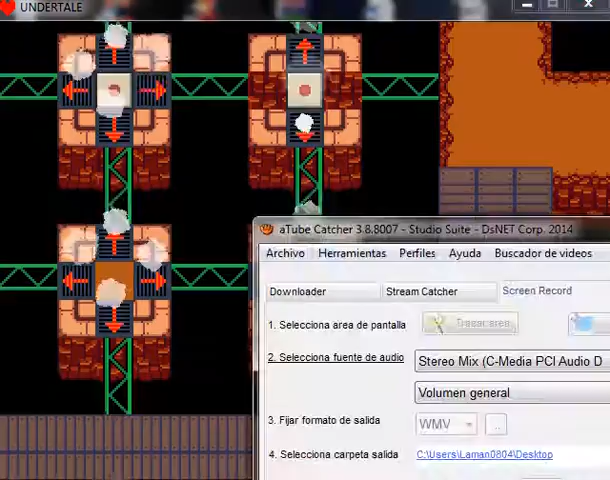 UNDERTALE
aTube Catcher 3.8.8007 - Studio Suite - DsNET Corp. 2014
Archivo Herramientas Perfiles Ayuda Buscador de videos
Downloader Stream Catcher Screen Record
1. Selecciona area de pantalla Trazar area
2. Selecciona fuente de audio Stereo Mix (C-Media PCI Audio D
Volumen general
3. Fijar formato de salida WMV ..
4. Selecciona carpeta salida C:\Users\Laman0804\Desktop